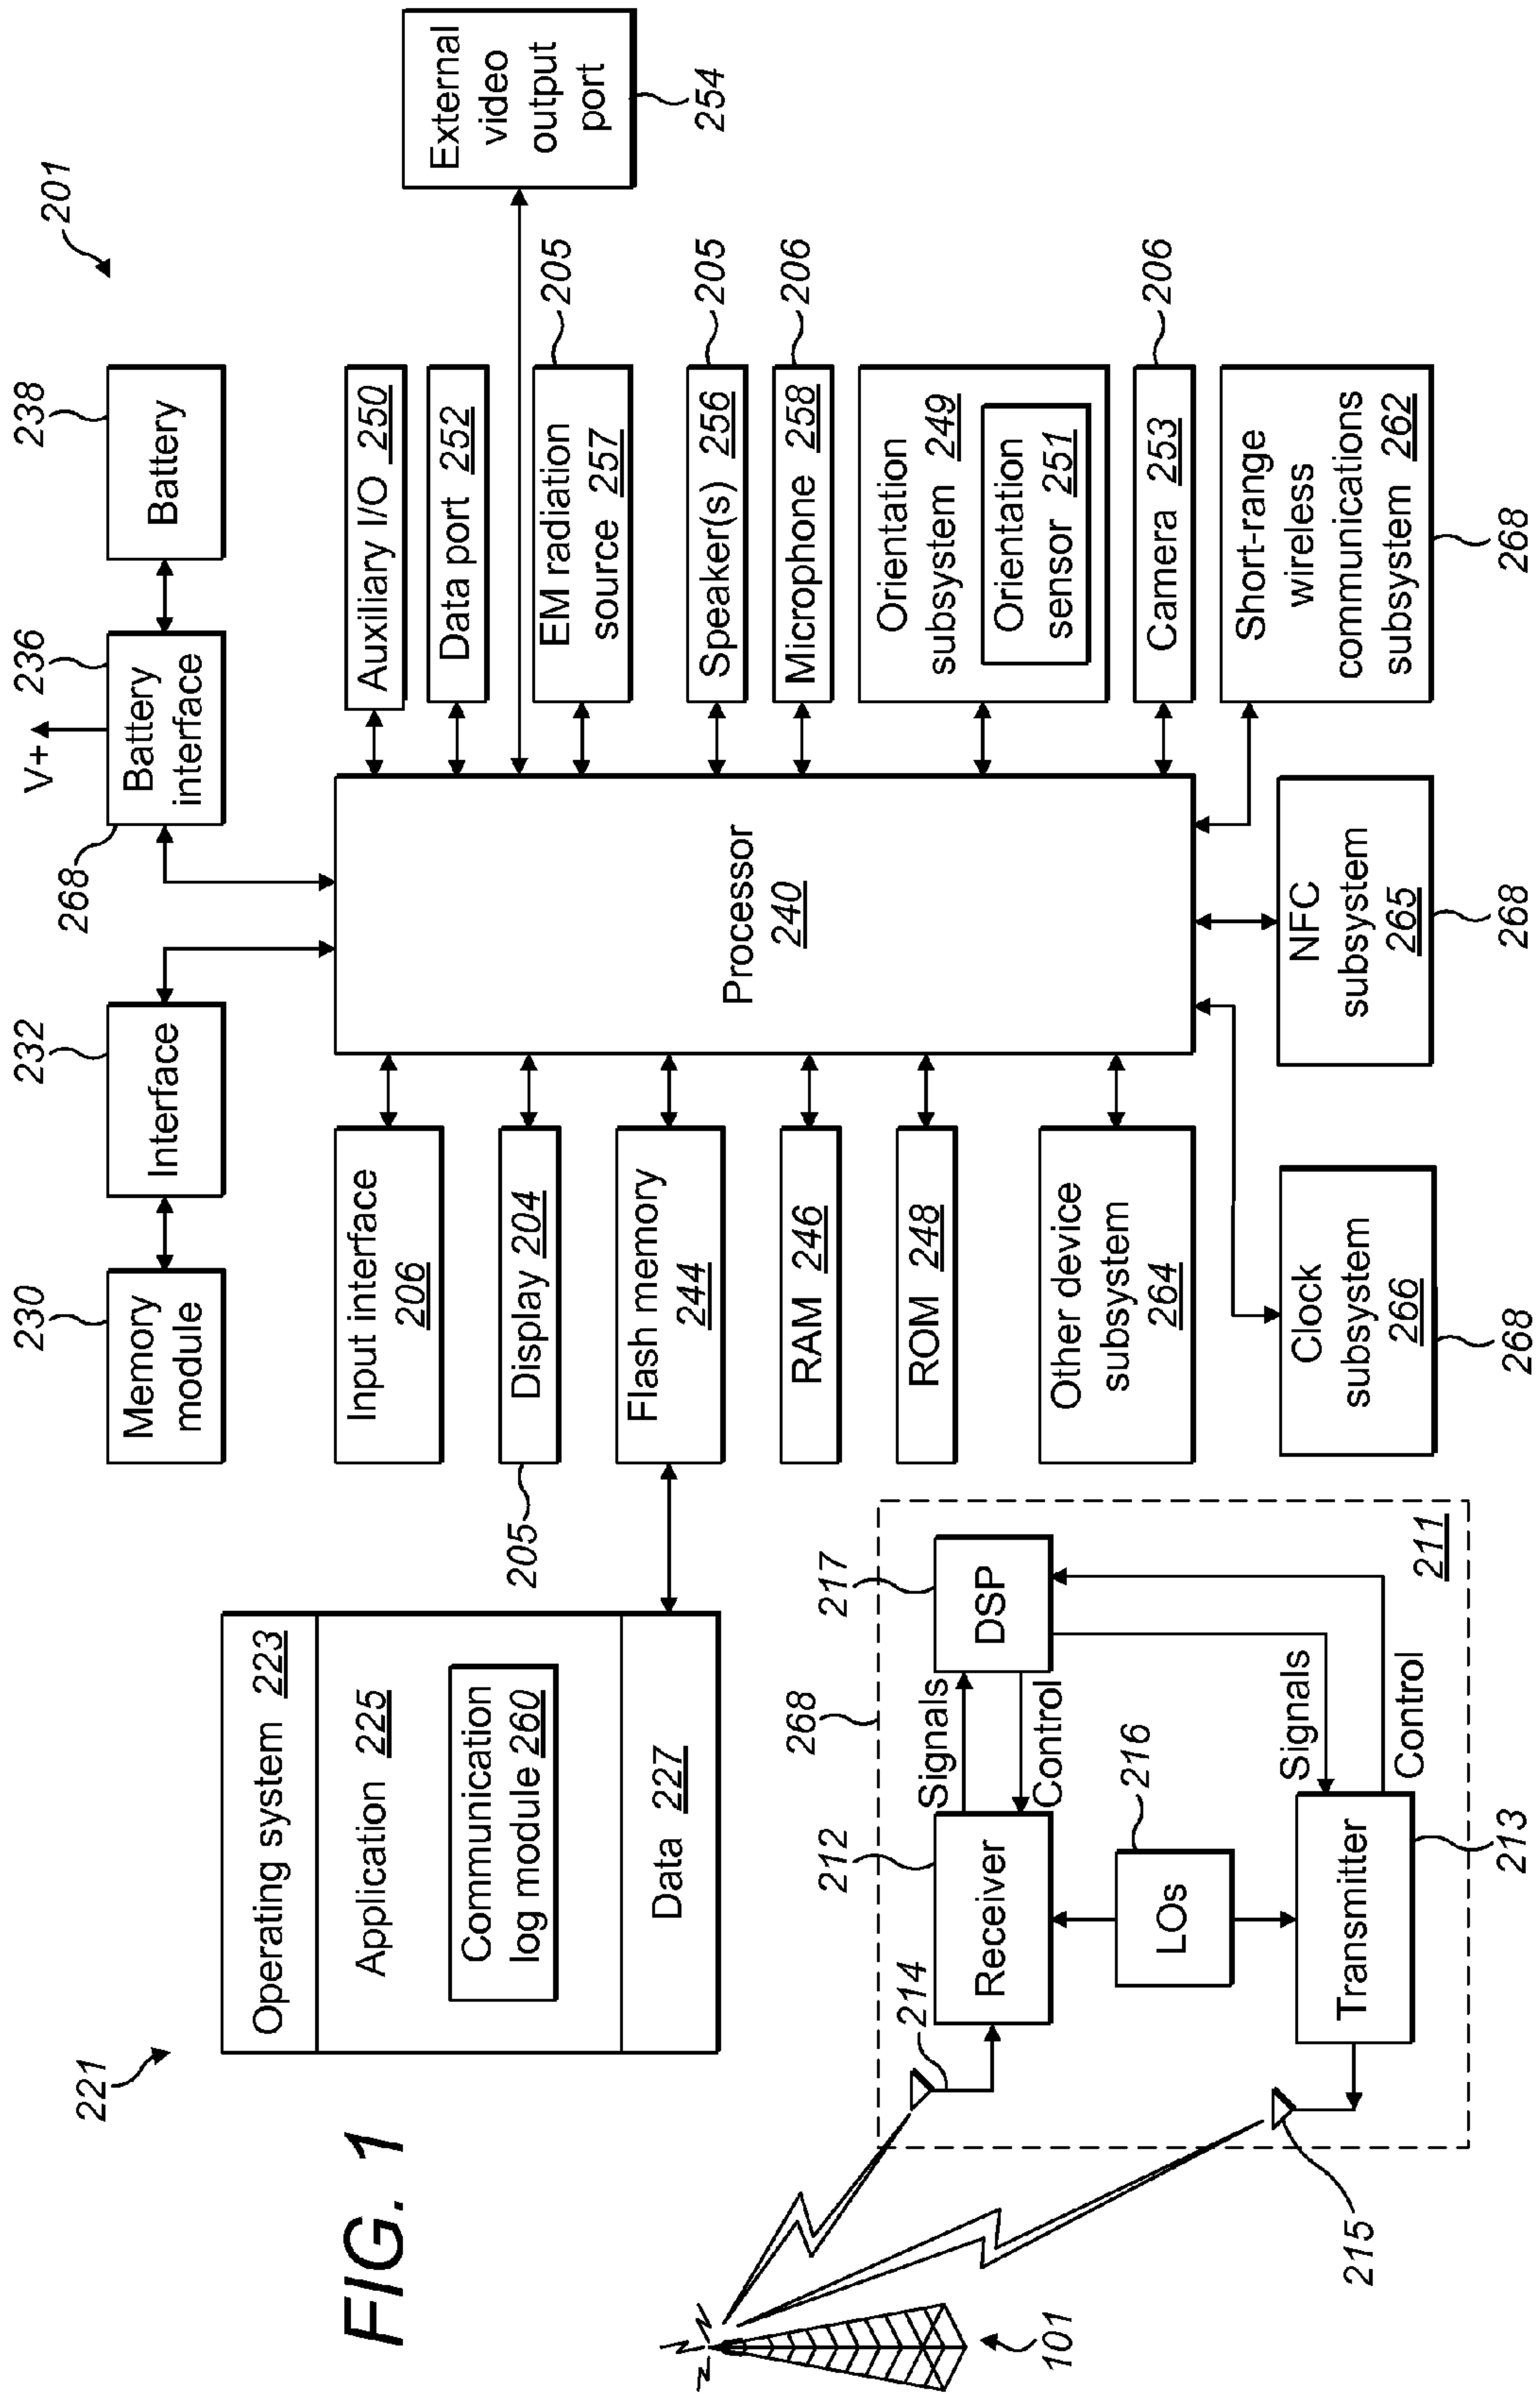 201
V+
230
232
268
236
238
Memory
module
Interface
Battery
interface
Battery
221
Operating system 223
Application 225
Communication
log module 260
Data 227
Input interface
206
Display 204
205
Flash memory
244
RAM 246
ROM 248
Other device
subsystem
264
Processor
240
Auxiliary I/O 250
Data port 252
External
video
output
port
254
EM radiation
source 257
205
Speaker(s) 256
205
Microphone 258
206
Orientation
subsystem 249
Orientation
sensor 251
Camera 253
206
Short-range
wireless
communications
subsystem 262
268
NFC
subsystem
265
268
Clock
subsystem
266
268
268
217
DSP
Signals
Control
212
Receiver
214
216
LOs
Signals
Control
Transmitter
213
211
215
101
FIG. 1